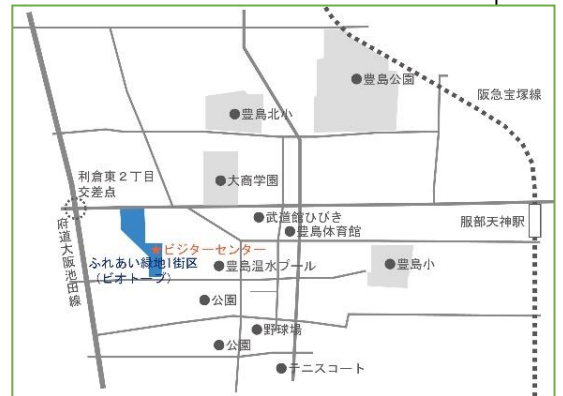 ●豊島公園
阪急宝塚線
●豊島北小
利倉東２丁目
交差点
●大商学園
●武道館ひびき
●豊島体育館
服部天神駅
府道大阪池田線
★ビジターセンター
ふれあい緑地1街区
（ビオトープ）
●豊島温水プール
●豊島小
●公園
●野球場
●公園
●テニスコート